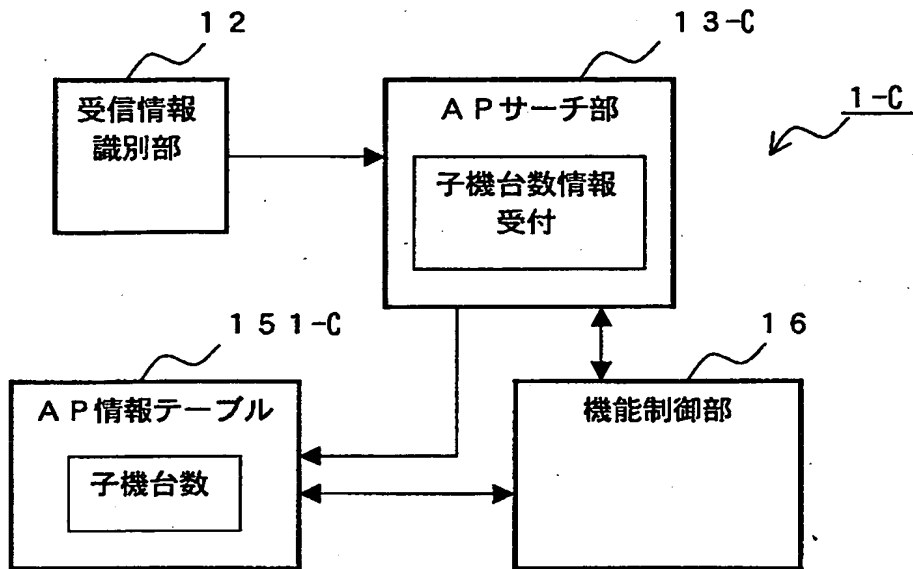 12
13-C
1-C
受信情報
識別部
APサーチ部
子機台数情報
受付
151-C
16
AP情報テーブル
機能制御部
子機台数